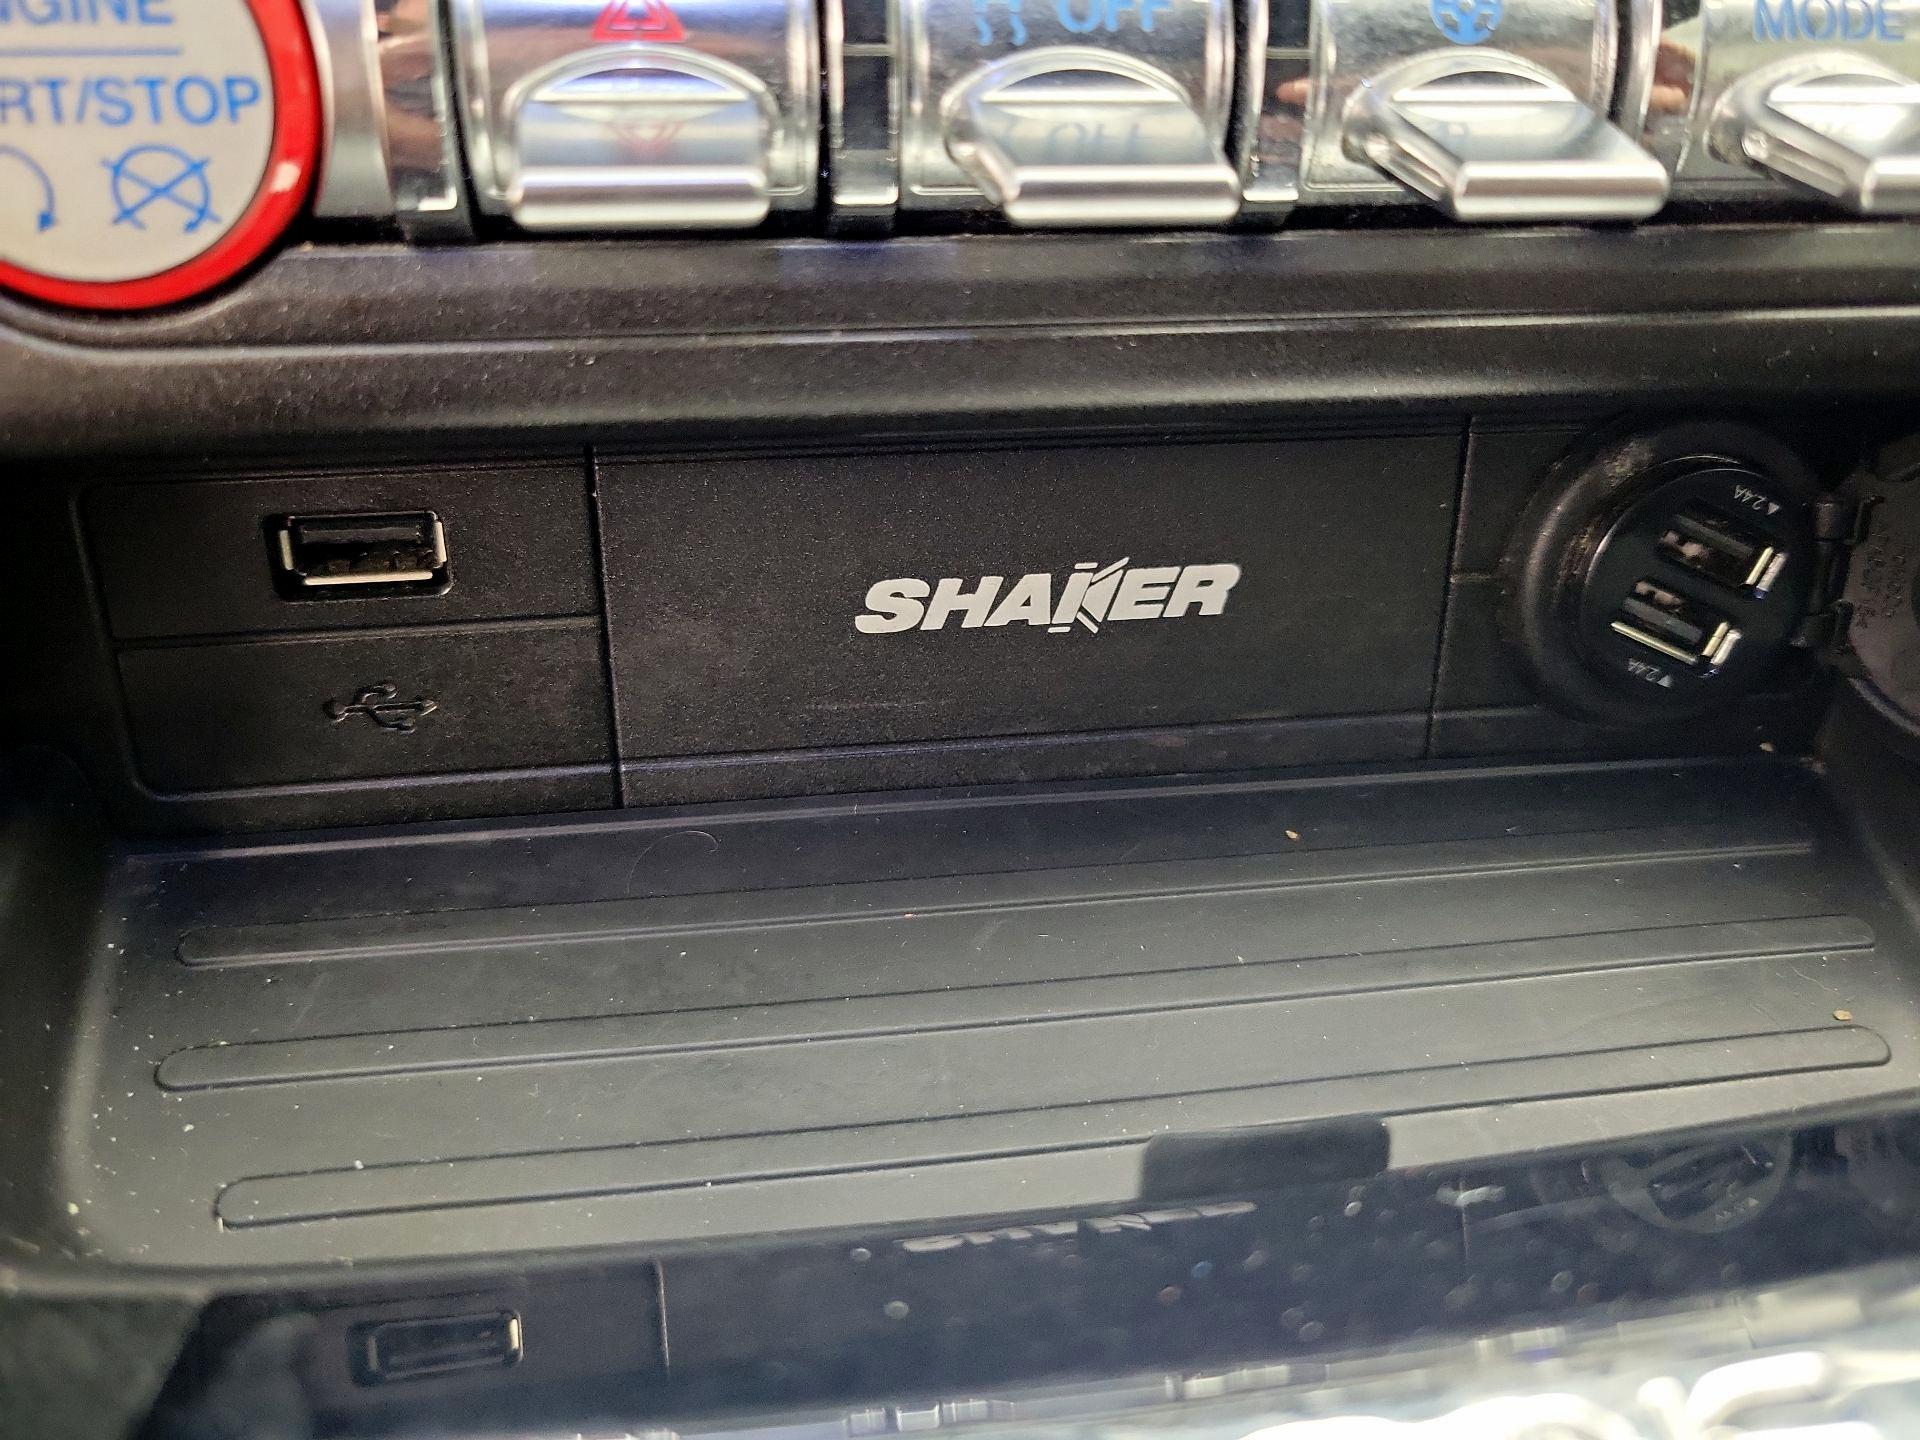 ENGINE
START/STOP
OFF
MODE
SHAKER
▲2.4A
▼2.4A